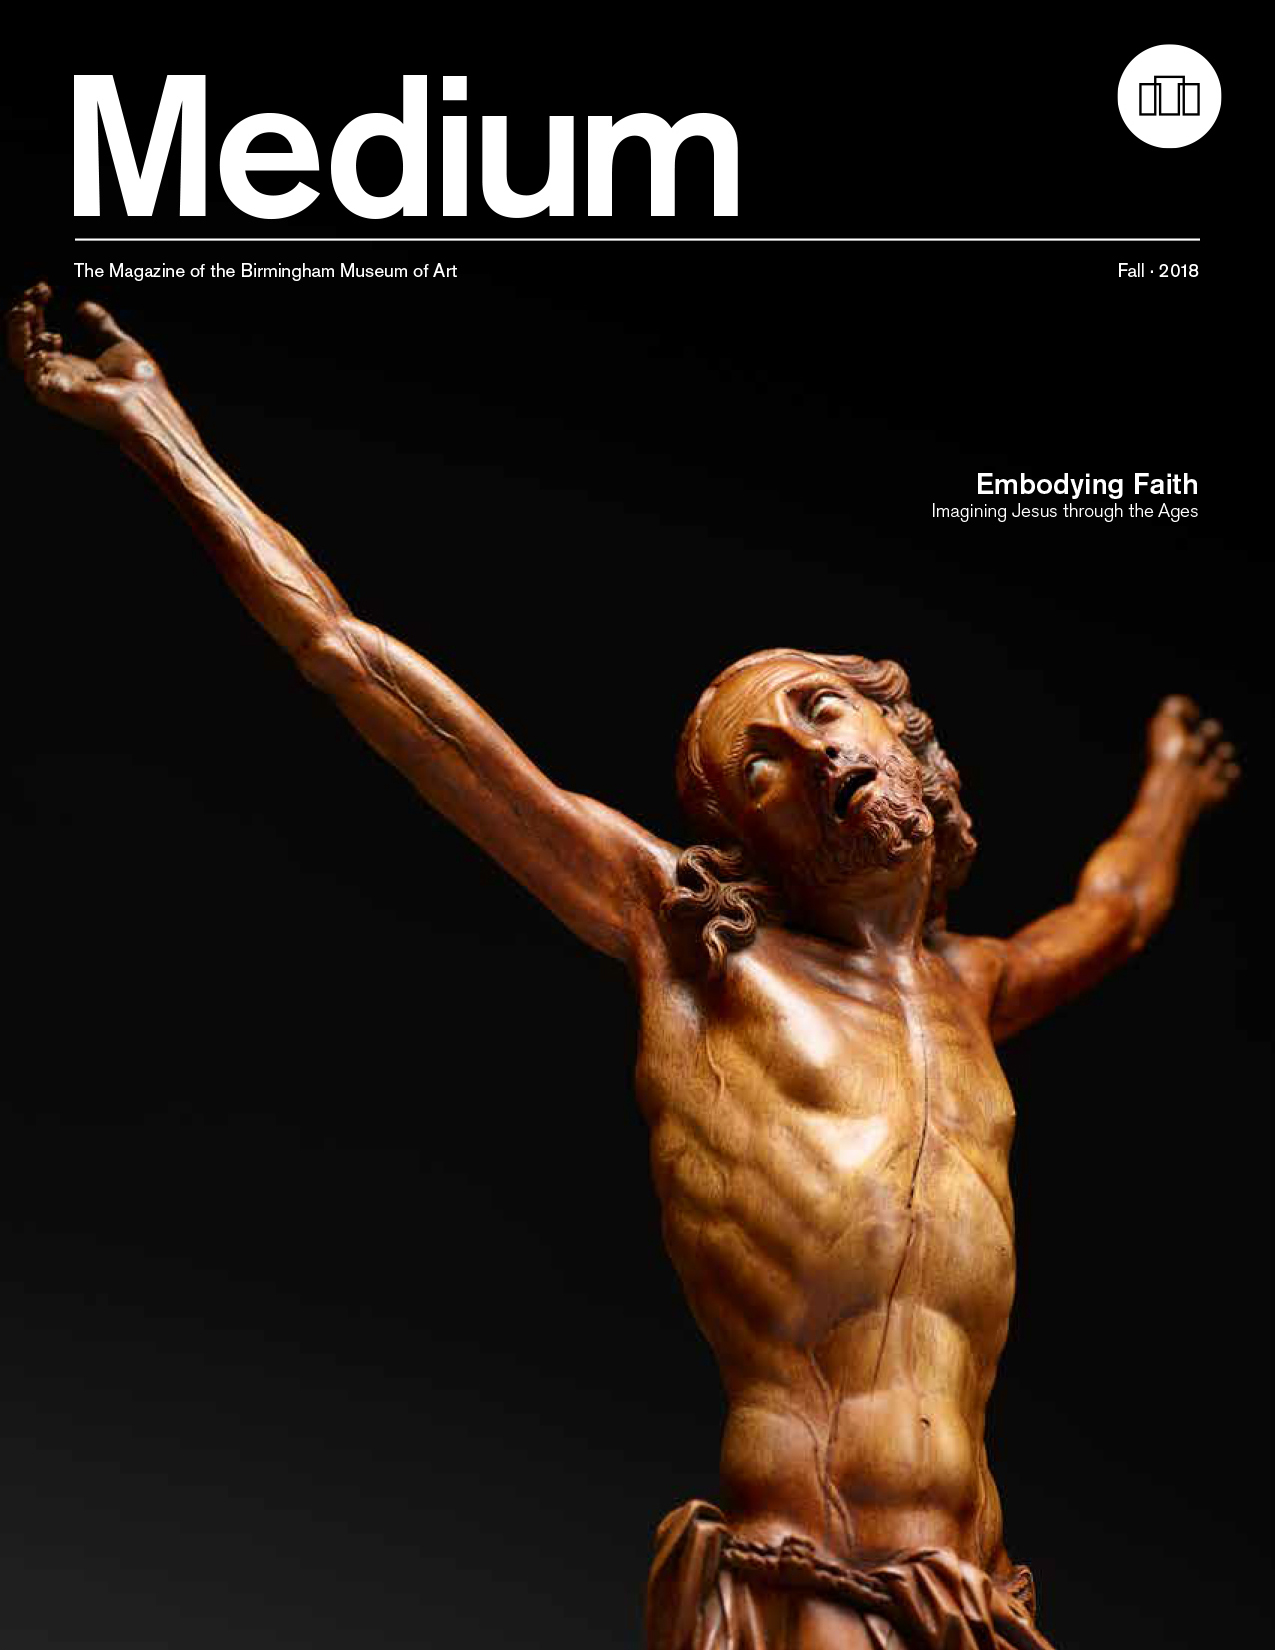 Medium
The Magazine of the Birmingham Museum of Art
Fall · 2018
Embodying Faith
Imagining Jesus through the Ages